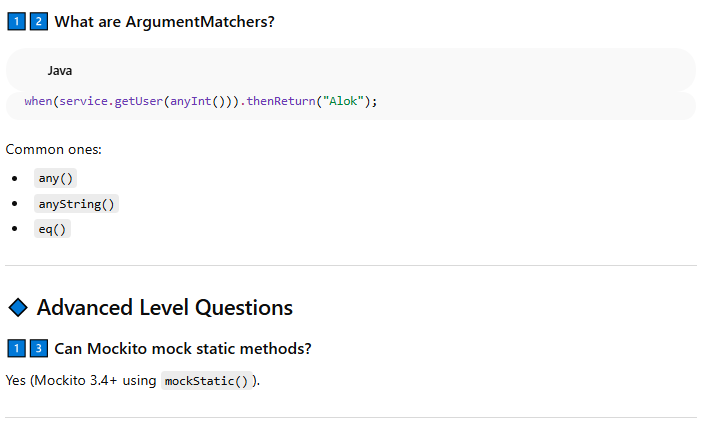 1️⃣2️⃣ What are ArgumentMatchers?
Java
when(service.getUser(anyInt())).thenReturn("Alok");
Common ones:
• any()
• anyString()
• eq()
🔷 Advanced Level Questions
1️⃣3️⃣ Can Mockito mock static methods?
Yes (Mockito 3.4+ using mockStatic()).